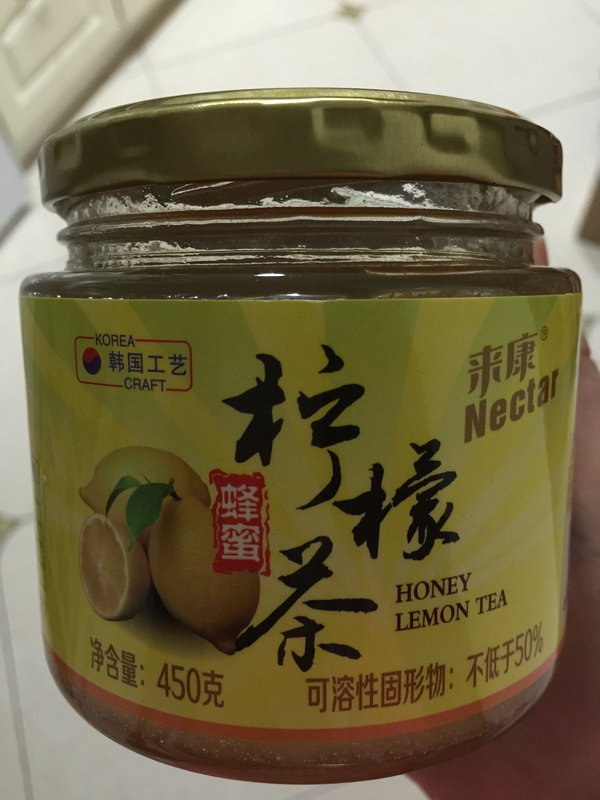 KOREA
韩国工艺
CRAFT
来康®
Nectar
柠檬茶
蜂蜜
HONEY
LEMON TEA
净含量：450克
可溶性固形物：不低于50%